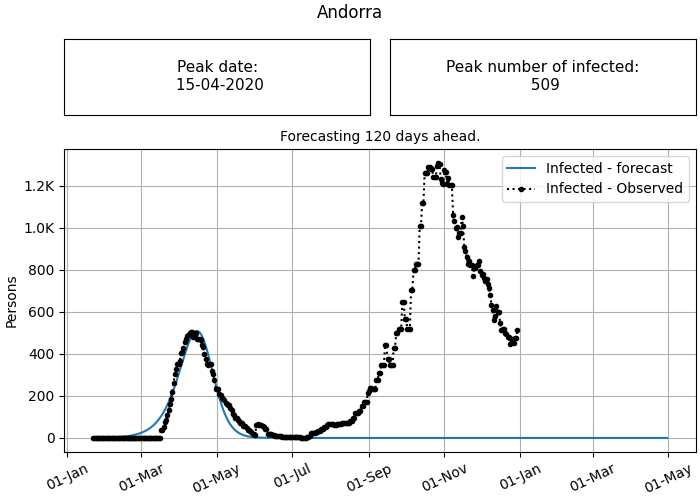 Andorra
Peak date:
15-04-2020
Peak number of infected:
509
Forecasting 120 days ahead.
Infected - forecast
Infected - Observed
Persons
1.2K
1.0K
800
600
400
200
0
01-Jan
01-Mar
01-May
01-Jul
01-Sep
01-Nov
01-Jan
01-Mar
01-May